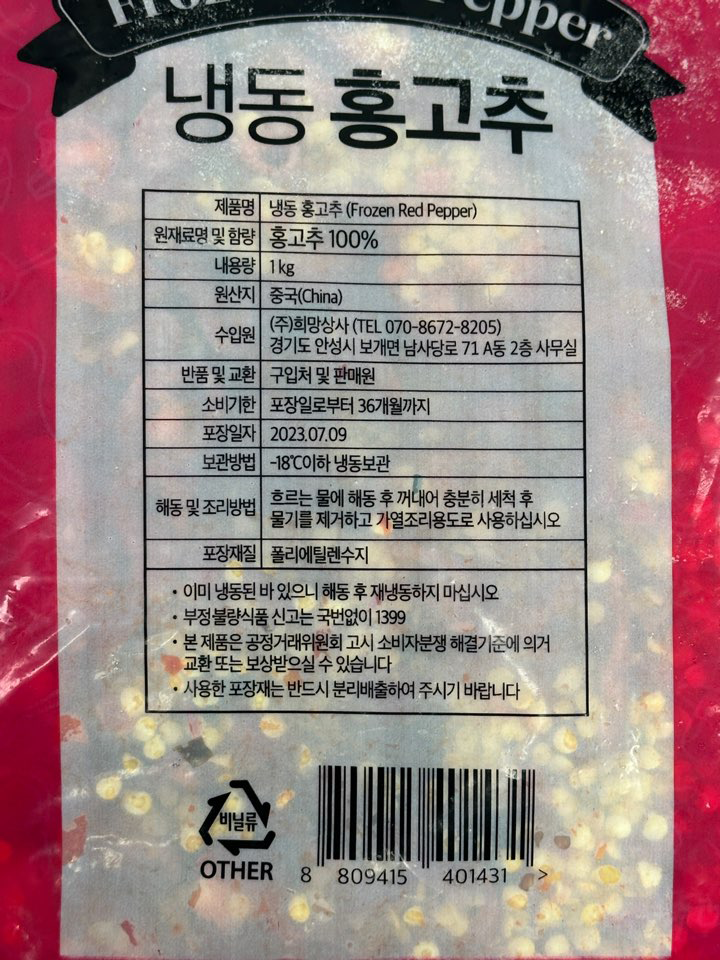 Frozen Red Pepper
냉동 홍고추
제품명 냉동 홍고추 (Frozen Red Pepper)
원재료명 및 함량 홍고추 100%
내용량 1 kg
원산지 중국(China)
수입원 (주)희망상사 (TEL 070-8672-8205)
경기도 안성시 보개면 남사당로 71 A동 2층 사무실
반품 및 교환 구입처 및 판매원
소비기한 포장일로부터 36개월까지
포장일자 2023.07.09
보관방법 -18℃이하 냉동보관
해동 및 조리방법 흐르는 물에 해동 후 꺼내어 충분히 세척 후
물기를 제거하고 가열조리용도로 사용하십시오
포장재질 폴리에틸렌수지
• 이미 냉동된 바 있으니 해동 후 재냉동하지 마십시오
• 부정·불량식품 신고는 국번없이 1399
• 본 제품은 공정거래위원회 고시 소비자분쟁 해결기준에 의거
교환 또는 보상받으실 수 있습니다
• 사용한 포장재는 반드시 분리배출하여 주시기 바랍니다
비닐류
OTHER
8 809415 401431 >